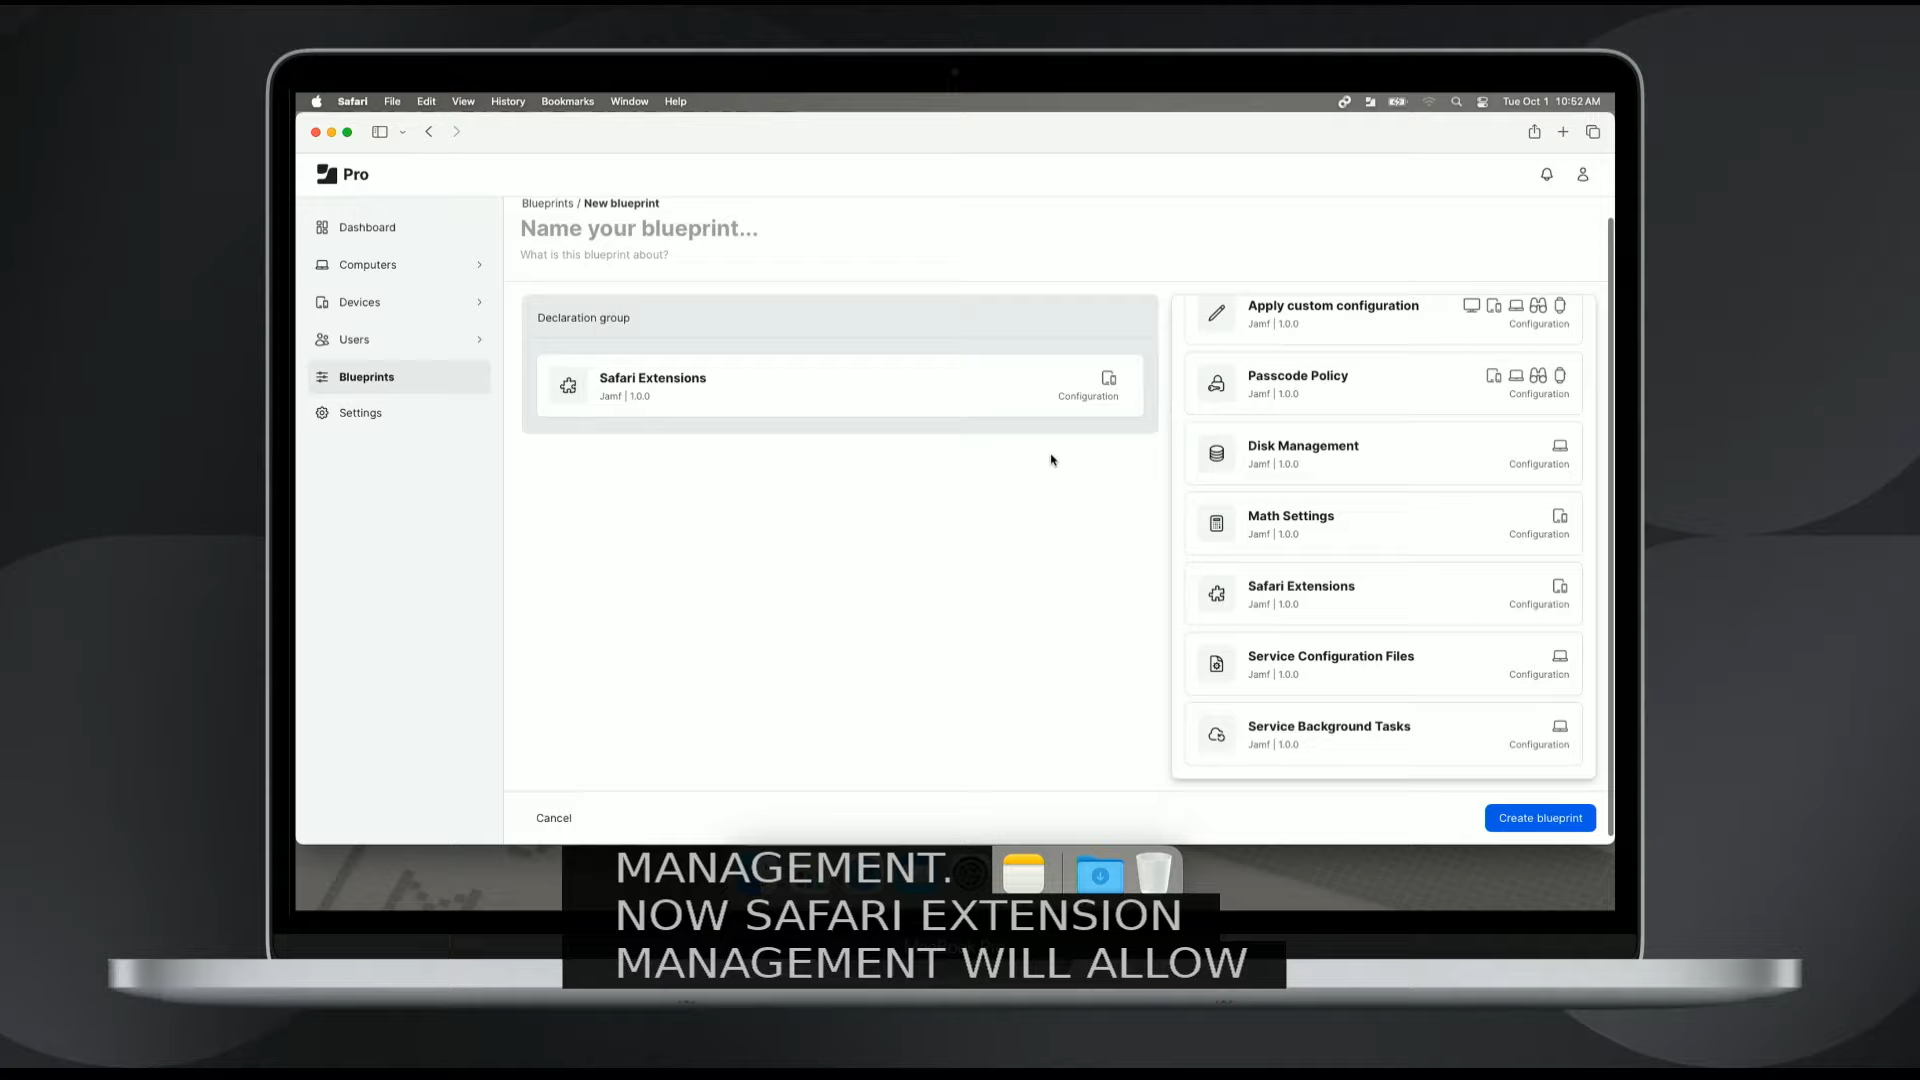 Safari File Edit View History Bookmarks Window Help Tue Oct 1 10:52 AM
Pro
Dashboard
Computers
Devices
Users
Blueprints
Settings
Blueprints / New blueprint
Name your blueprint...
What is this blueprint about?
Declaration group
Safari Extensions
Jamf | 1.0.0
Configuration
Apply custom configuration
Jamf | 1.0.0
Configuration
Passcode Policy
Jamf | 1.0.0
Configuration
Disk Management
Jamf | 1.0.0
Configuration
Math Settings
Jamf | 1.0.0
Configuration
Safari Extensions
Jamf | 1.0.0
Configuration
Service Configuration Files
Jamf | 1.0.0
Configuration
Service Background Tasks
Jamf | 1.0.0
Configuration
Cancel
Create blueprint
MANAGEMENT.
NOW SAFARI EXTENSION
MANAGEMENT WILL ALLOW